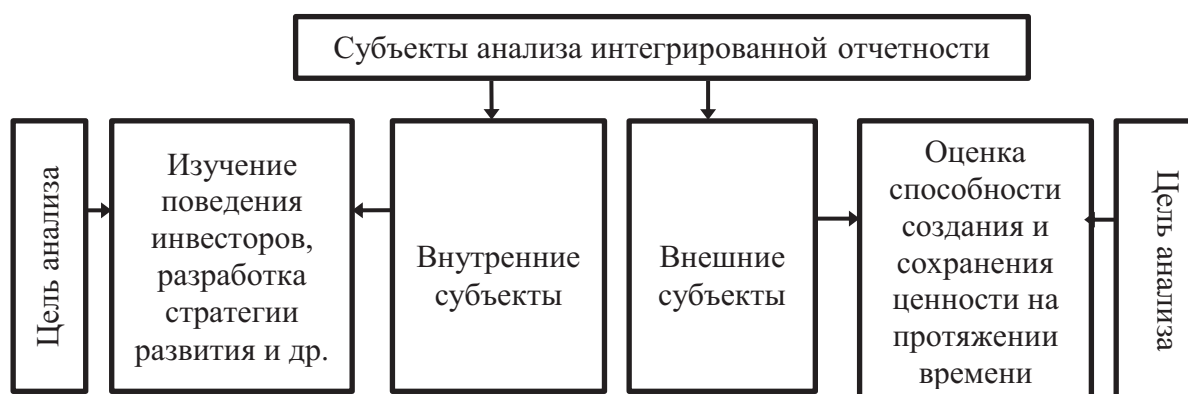 Субъекты анализа интегрированной отчетности
Цель анализа
Изучение
поведения
инвесторов,
разработка
стратегии
развития и др.
Внутренние
субъекты
Внешние
субъекты
Оценка
способности
создания и
сохранения
ценности на
протяжении
времени
Цель анализа